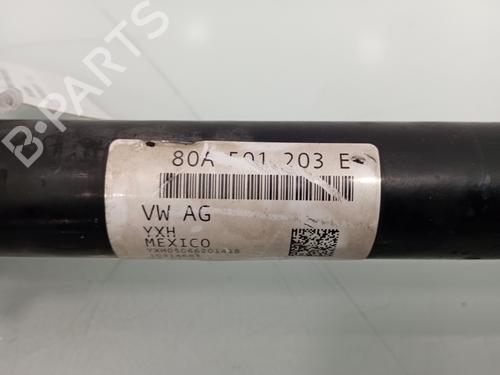 B-PARTS
80A 501 203 E
VW AG
YXH
MEXICO